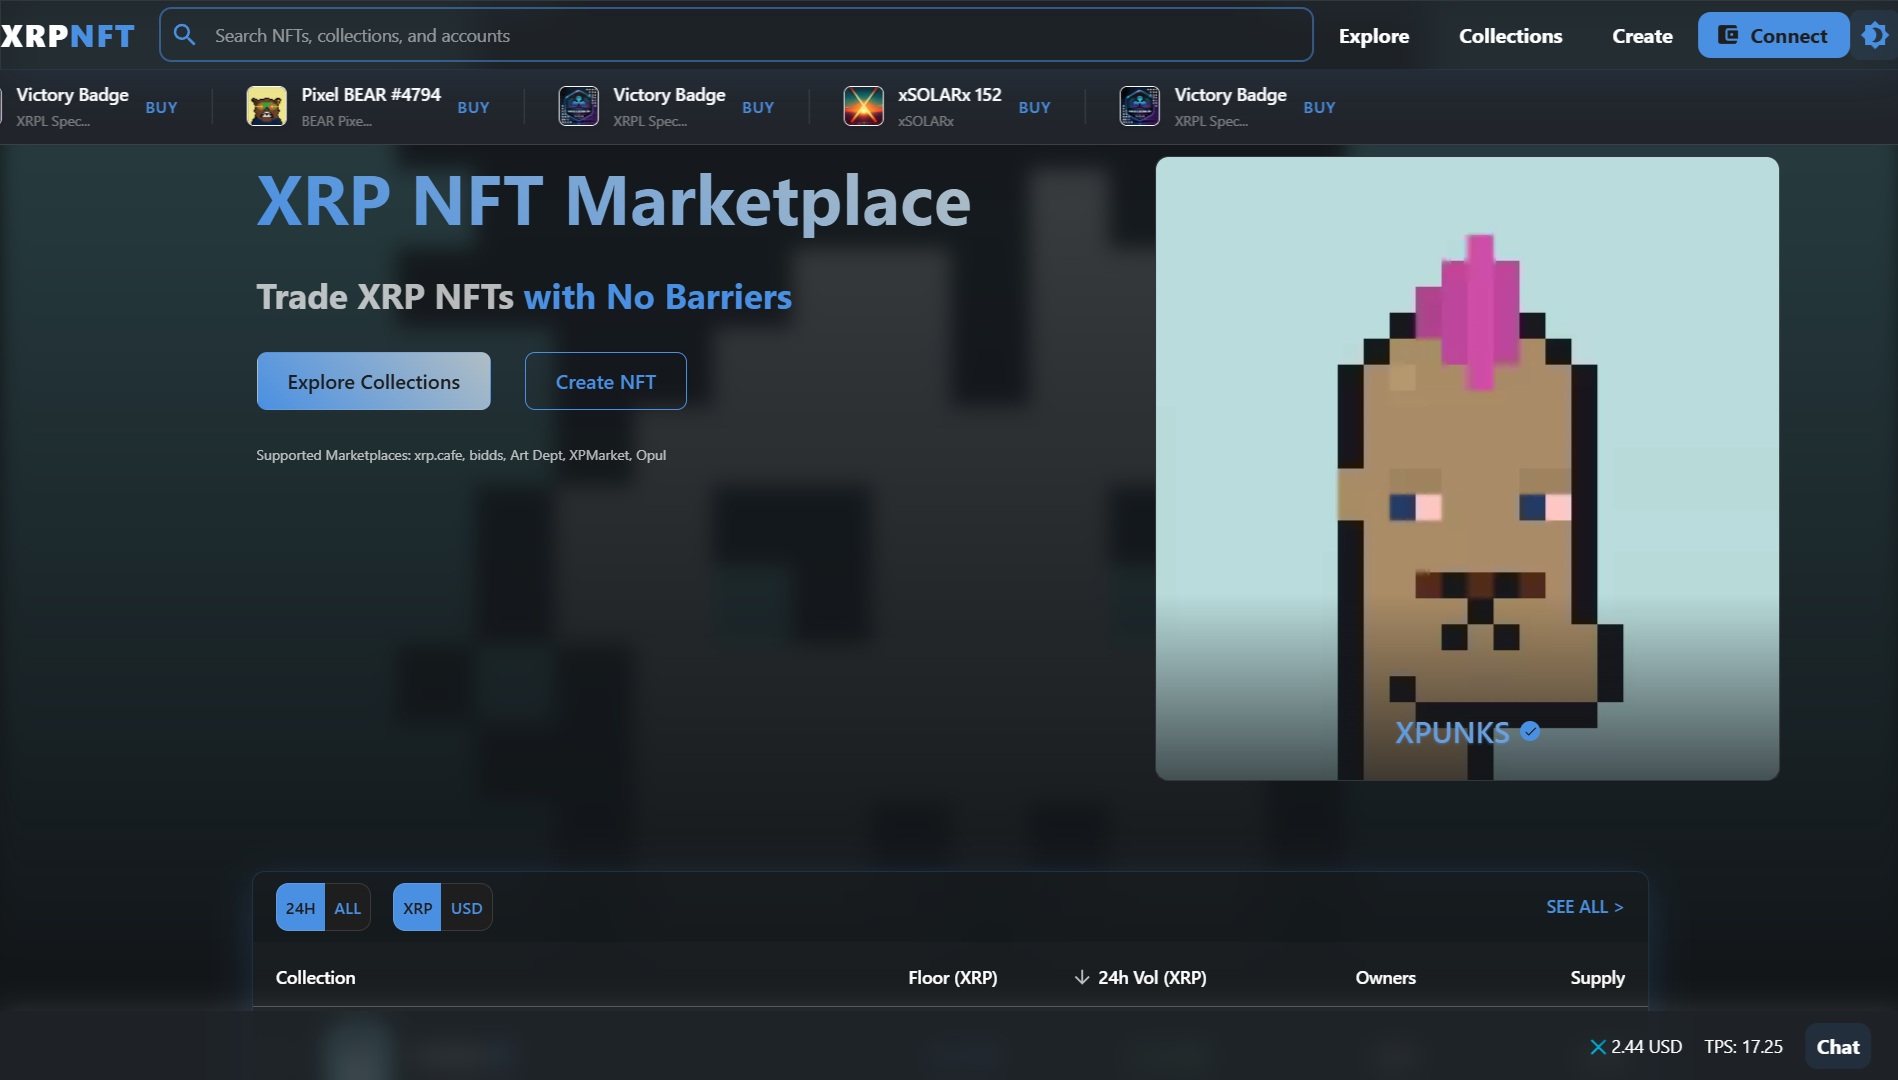 XRPNFT
Search NFTs, collections, and accounts
Explore
Collections
Create
Connect
Victory Badge
XRPL Spec...
BUY
Pixel BEAR #4794
BEAR Pixe...
BUY
Victory Badge
XRPL Spec...
BUY
xSOLARx 152
xSOLARx
BUY
Victory Badge
XRPL Spec...
BUY
XRP NFT Marketplace
Trade XRP NFTs with No Barriers
Explore Collections
Create NFT
Supported Marketplaces: xrp.cafe, bidds, Art Dept, XPMarket, Opul
XPUNKS
24H
ALL
XRP
USD
SEE ALL >
Collection
Floor (XRP)
24h Vol (XRP)
Owners
Supply
2.44 USD
TPS: 17.25
Chat